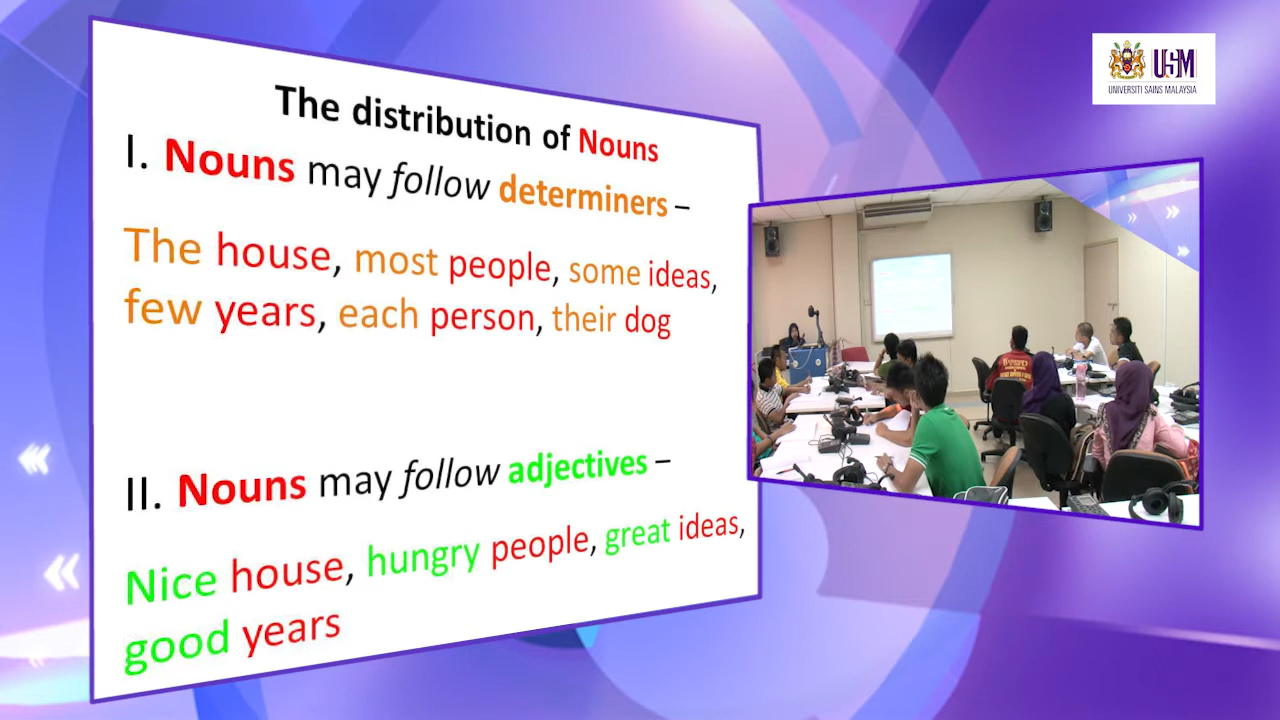 The distribution of Nouns
I. Nouns may follow determiners –
The house, most people, some ideas,
few years, each person, their dog
II. Nouns may follow adjectives –
Nice house, hungry people, great ideas,
good years
USM
UNIVERSITI SAINS MALAYSIA